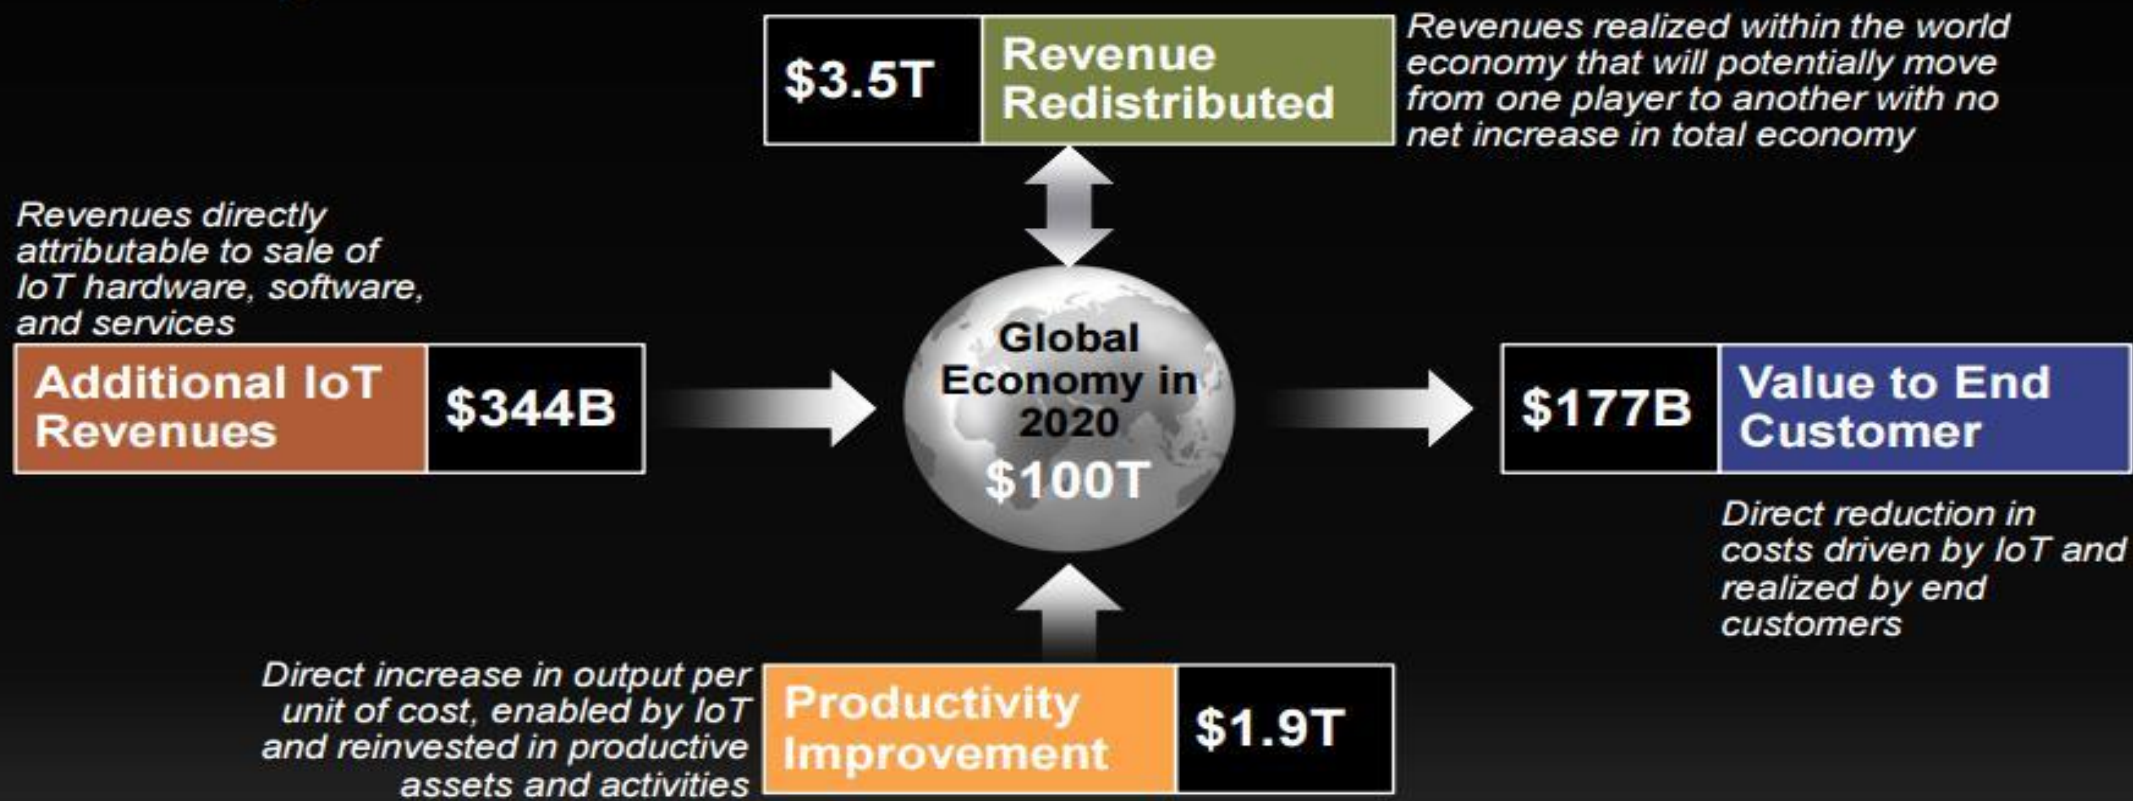 $3.5T
Revenue
Redistributed
Revenues realized within the world
economy that will potentially move
from one player to another with no
net increase in total economy
Revenues directly
attributable to sale of
IoT hardware, software,
and services
Additional IoT
Revenues
$344B
Global
Economy in
2020
$100T
$177B
Value to End
Customer
Direct reduction in
costs driven by IoT and
realized by end
customers
Direct increase in output per
unit of cost, enabled by IoT
and reinvested in productive
assets and activities
Productivity
Improvement
$1.9T